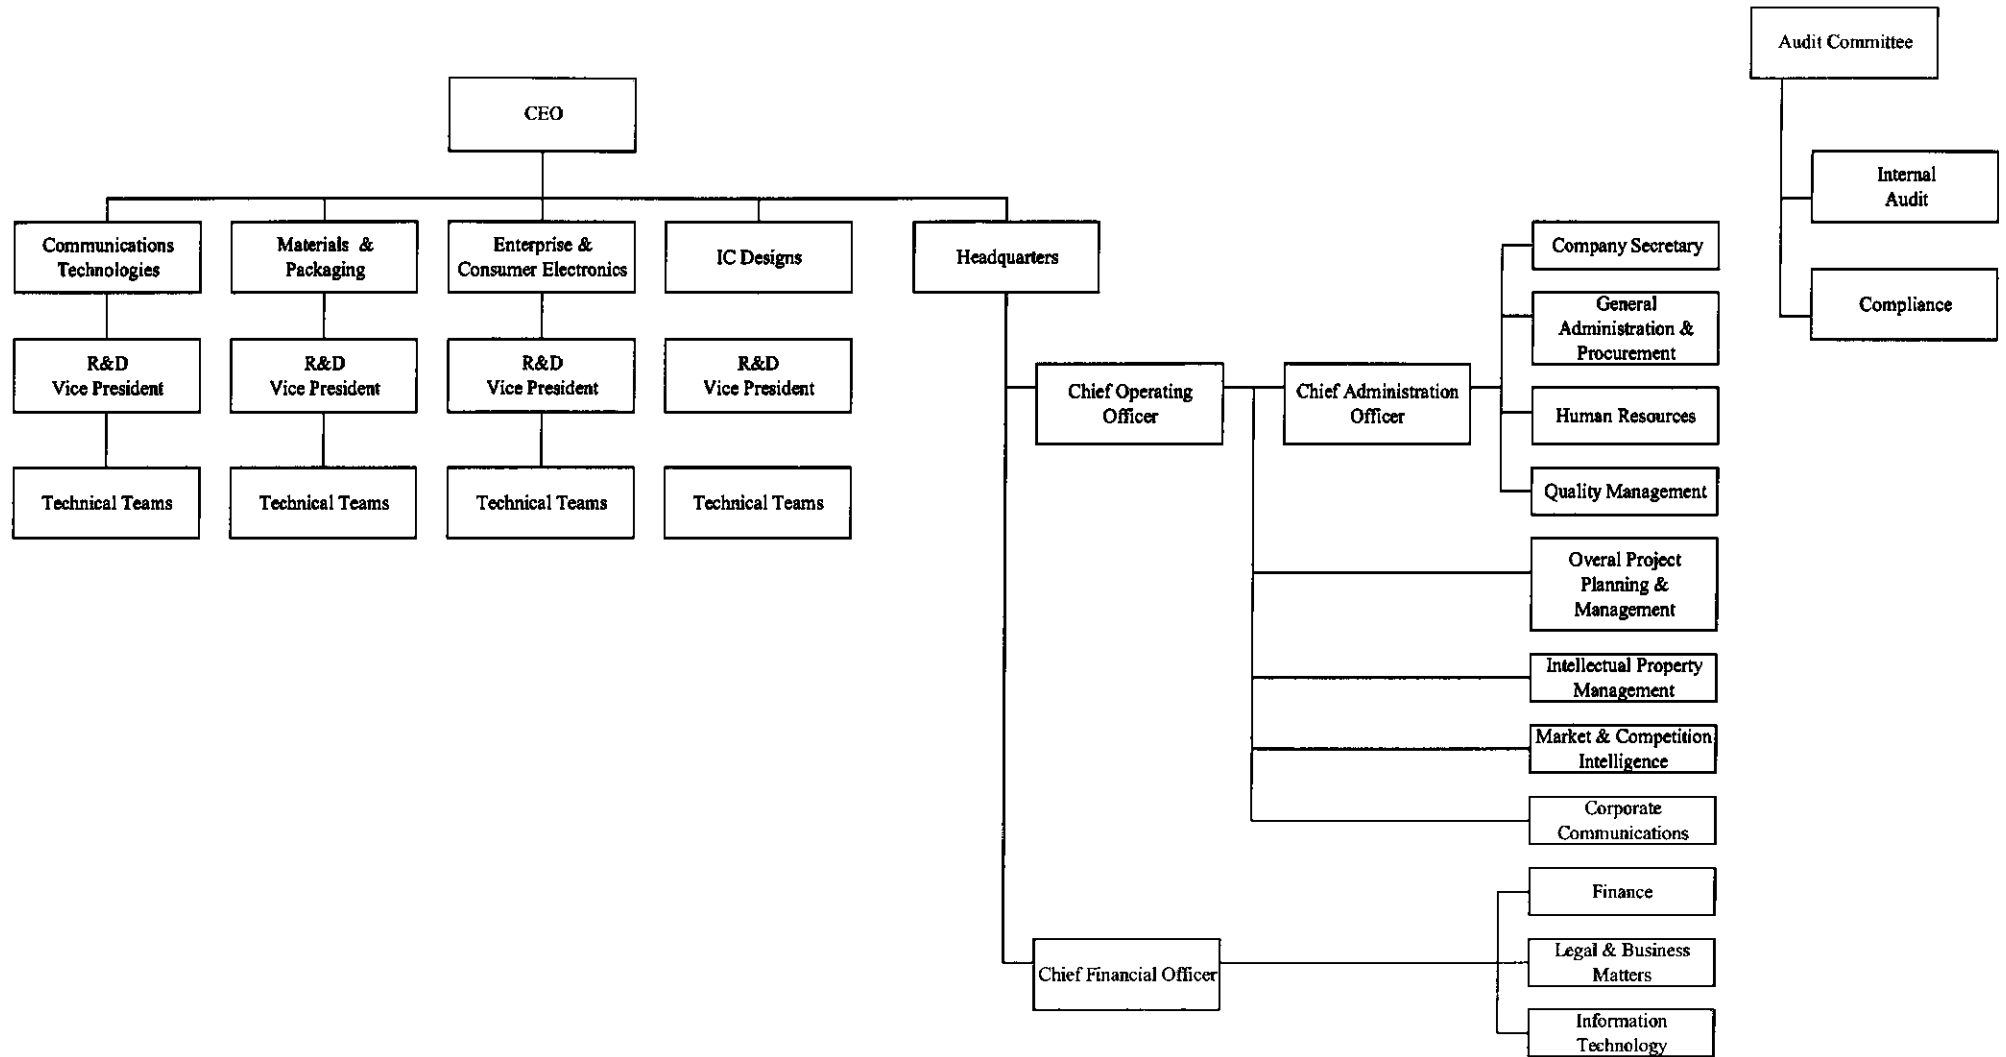 Audit Committee
CEO
Internal
Audit
Communications
Technologies
Materials &
Packaging
Enterprise &
Consumer Electronics
IC Designs
Headquarters
Company Secretary
General
Administration &
Procurement
Compliance
R&D
Vice President
R&D
Vice President
R&D
Vice President
R&D
Vice President
Chief Operating
Officer
Chief Administration
Officer
Human Resources
Quality Management
Technical Teams
Technical Teams
Technical Teams
Technical Teams
Overal Project
Planning &
Management
Intellectual Property
Management
Market & Competition
Intelligence
Corporate
Communications
Finance
Chief Financial Officer
Legal & Business
Matters
Information
Technology